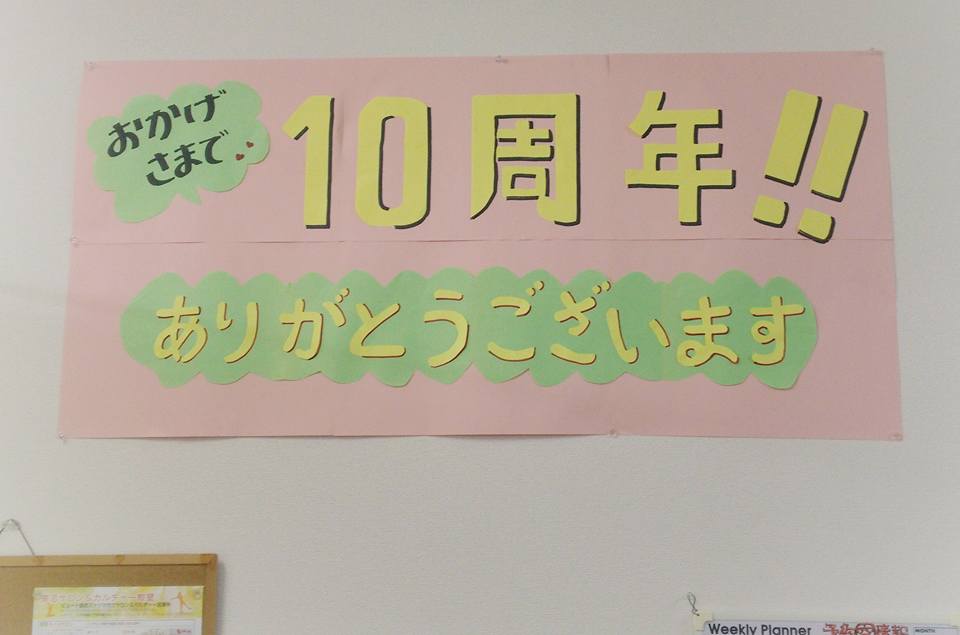 おかげ
さまで
10周年!!
ありがとうございます
Weekly Planner
MONTH